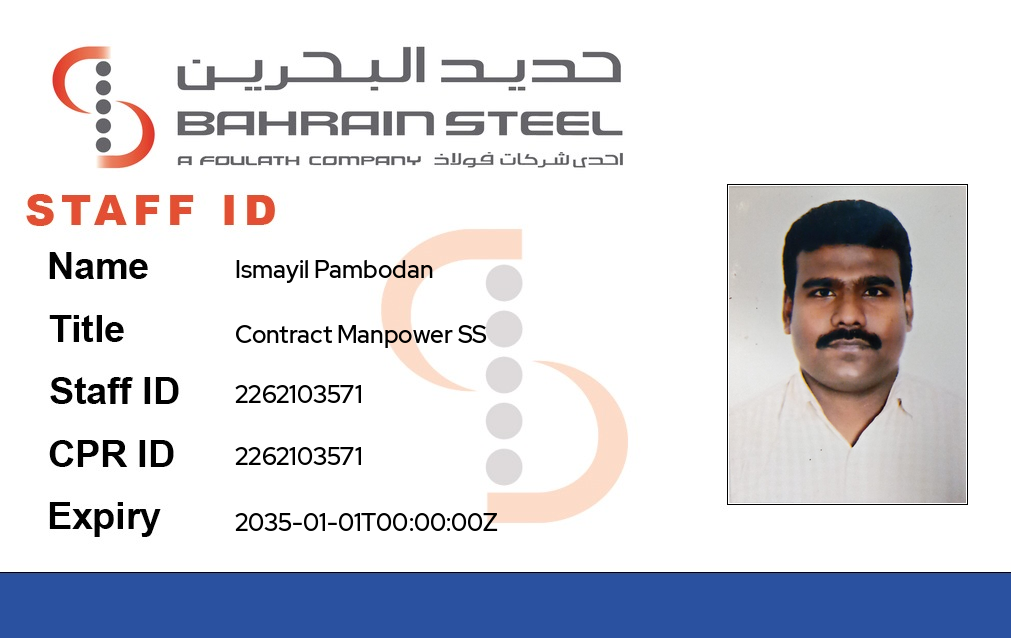 حديد البحرين
BAHRAIN STEEL
A FOULATH COMPANY احدى شركات فولاذ
STAFF ID
Name Ismayil Pambodan
Title Contract Manpower SS
Staff ID 2262103571
CPR ID 2262103571
Expiry 2035-01-01T00:00:00Z